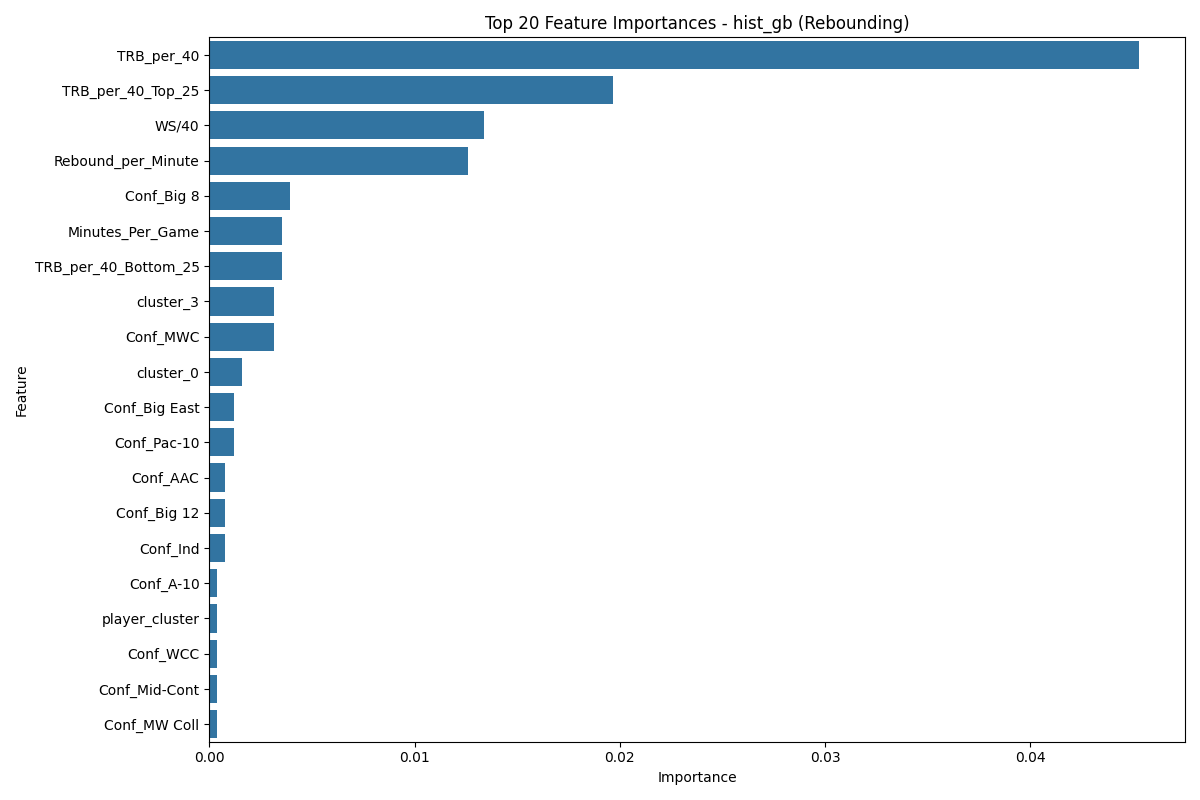 Top 20 Feature Importances - hist_gb (Rebounding)
TRB_per_40
TRB_per_40_Top_25
WS/40
Rebound_per_Minute
Conf_Big 8
Minutes_Per_Game
TRB_per_40_Bottom_25
cluster_3
Conf_MWC
cluster_0
Conf_Big East
Conf_Pac-10
Conf_AAC
Conf_Big 12
Conf_Ind
Conf_A-10
player_cluster
Conf_WCC
Conf_Mid-Cont
Conf_MW Coll
Feature
0.00 0.01 0.02 0.03 0.04
Importance